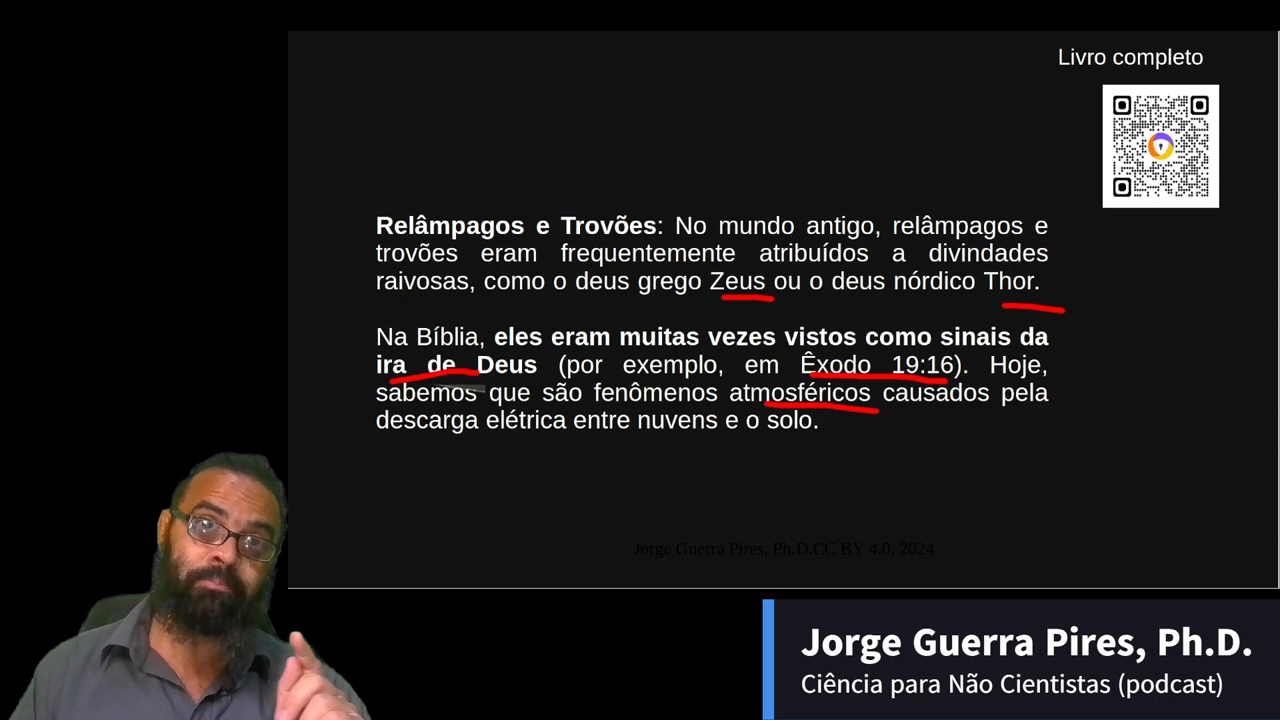 Livro completo
Relâmpagos e Trovões: No mundo antigo, relâmpagos e
trovões eram frequentemente atribuídos a divindades
raivosas, como o deus grego Zeus ou o deus nórdico Thor.
Na Bíblia, eles eram muitas vezes vistos como sinais da
ira de Deus (por exemplo, em Êxodo 19:16). Hoje,
sabemos que são fenômenos atmosféricos causados pela
descarga elétrica entre nuvens e o solo.
Jorge Guerra Pires, Ph.D.CC BY 4.0, 2024
Jorge Guerra Pires, Ph.D.
Ciência para Não Cientistas (podcast)